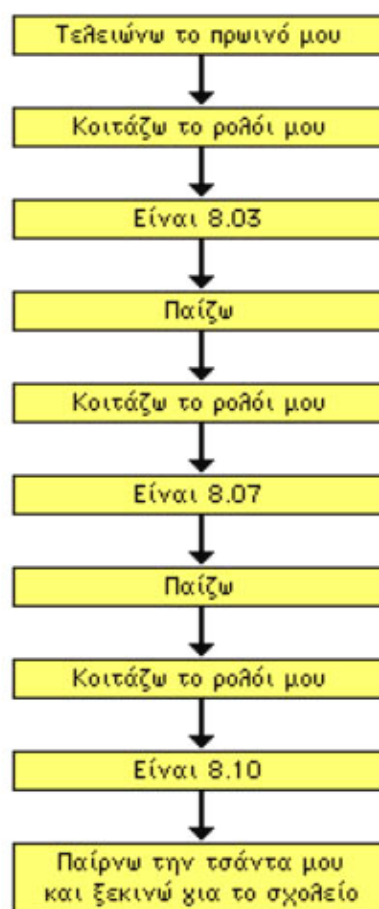 Τελειώνω το πρωινό μου
Κοιτάζω το ρολόι μου
Είναι 8.03
Παίζω
Κοιτάζω το ρολόι μου
Είναι 8.07
Παίζω
Κοιτάζω το ρολόι μου
Είναι 8.10
Παίρνω την τσάντα μου
και ξεκινώ για το σχολείο